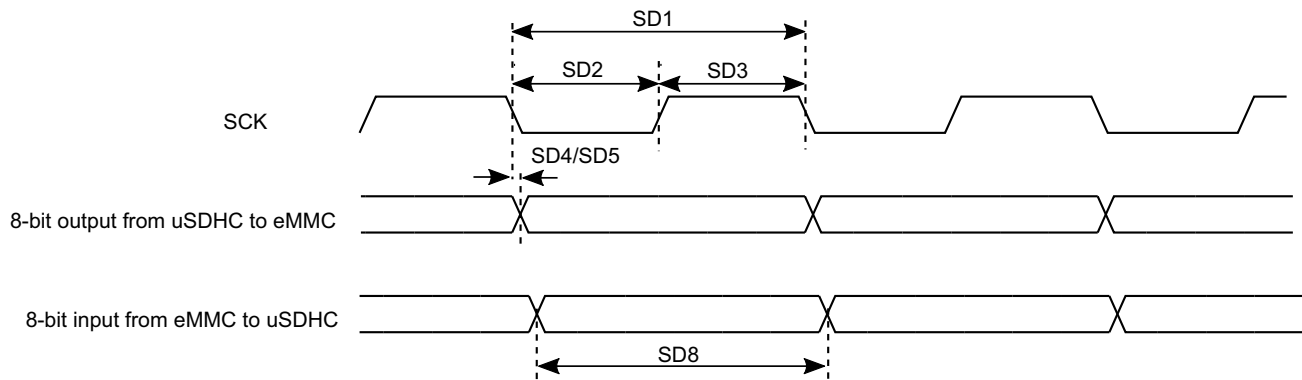 SD1
SD2
SD3
SCK
SD4/SD5
8-bit output from uSDHC to eMMC
8-bit input from eMMC to uSDHC
SD8